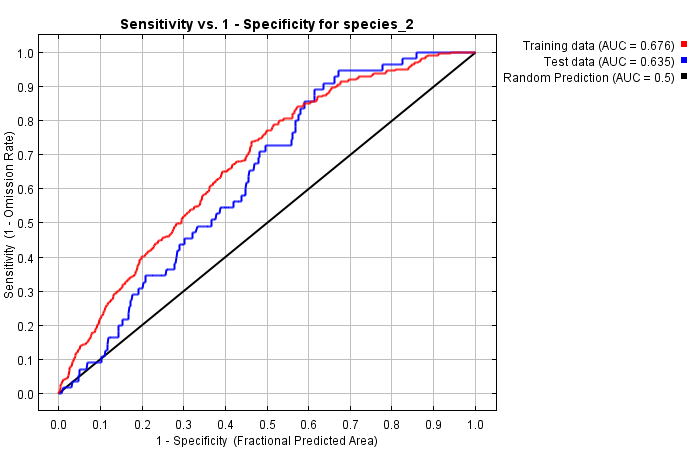 Sensitivity vs. 1 - Specificity for species_2
Training data (AUC = 0.676)
Test data (AUC = 0.635)
Random Prediction (AUC = 0.5)
Sensitivity (1 - Omission Rate)
1.0
0.9
0.8
0.7
0.6
0.5
0.4
0.3
0.2
0.1
0.0
0.0 0.1 0.2 0.3 0.4 0.5 0.6 0.7 0.8 0.9 1.0
1 - Specificity (Fractional Predicted Area)